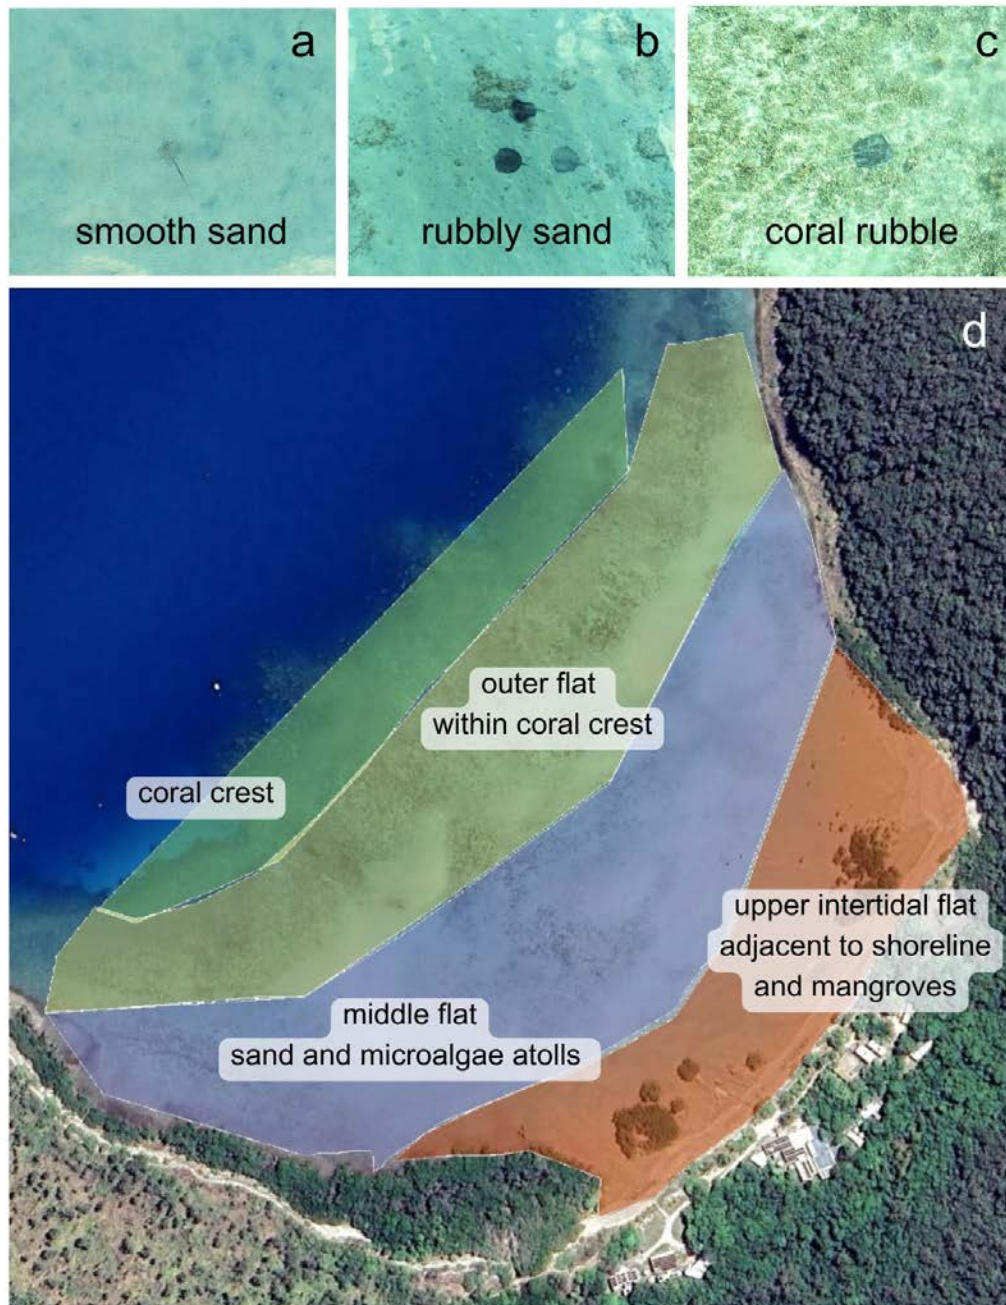 a
smooth sand
b
rubbly sand
c
coral rubble
d
outer flat
within coral crest
coral crest
upper intertidal flat
adjacent to shoreline
and mangroves
middle flat
sand and microalgae atolls